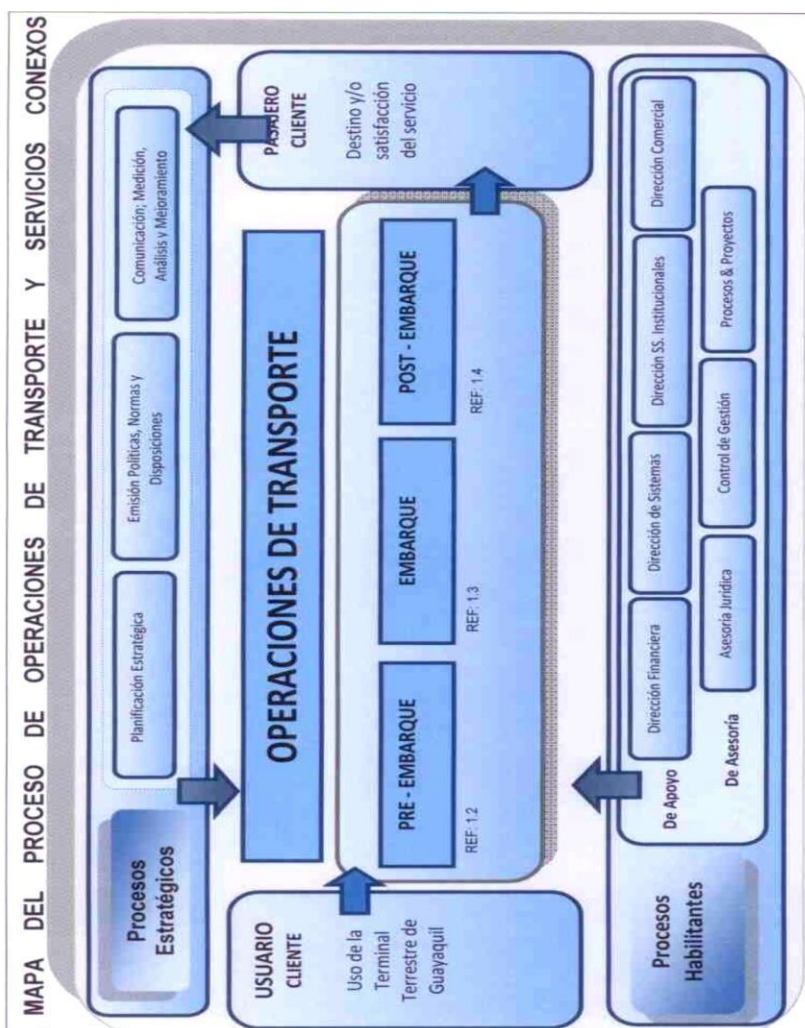 MAPA DEL PROCESO DE OPERACIONES DE TRANSPORTE Y SERVICIOS CONEXOS
Procesos
Estratégicos
Planificación Estratégica
Emisión Políticas, Normas y
Disposiciones
Comunicación; Medición,
Análisis y Mejoramiento
USUARIO
CLIENTE
Uso de la
Terminal
Terrestre de
Guayaquil
OPERACIONES DE TRANSPORTE
PRE - EMBARQUE
REF: 1.2
EMBARQUE
REF: 1.3
POST - EMBARQUE
REF: 1.4
PASAJERO
CLIENTE
Destino y/o
satisfacción
del servicio
Procesos
Habilitantes
De Apoyo
Dirección Financiera
Dirección de Sistemas
Dirección SS. Institucionales
Dirección Comercial
De Asesoría
Asesoría Jurídica
Control de Gestión
Procesos & Proyectos